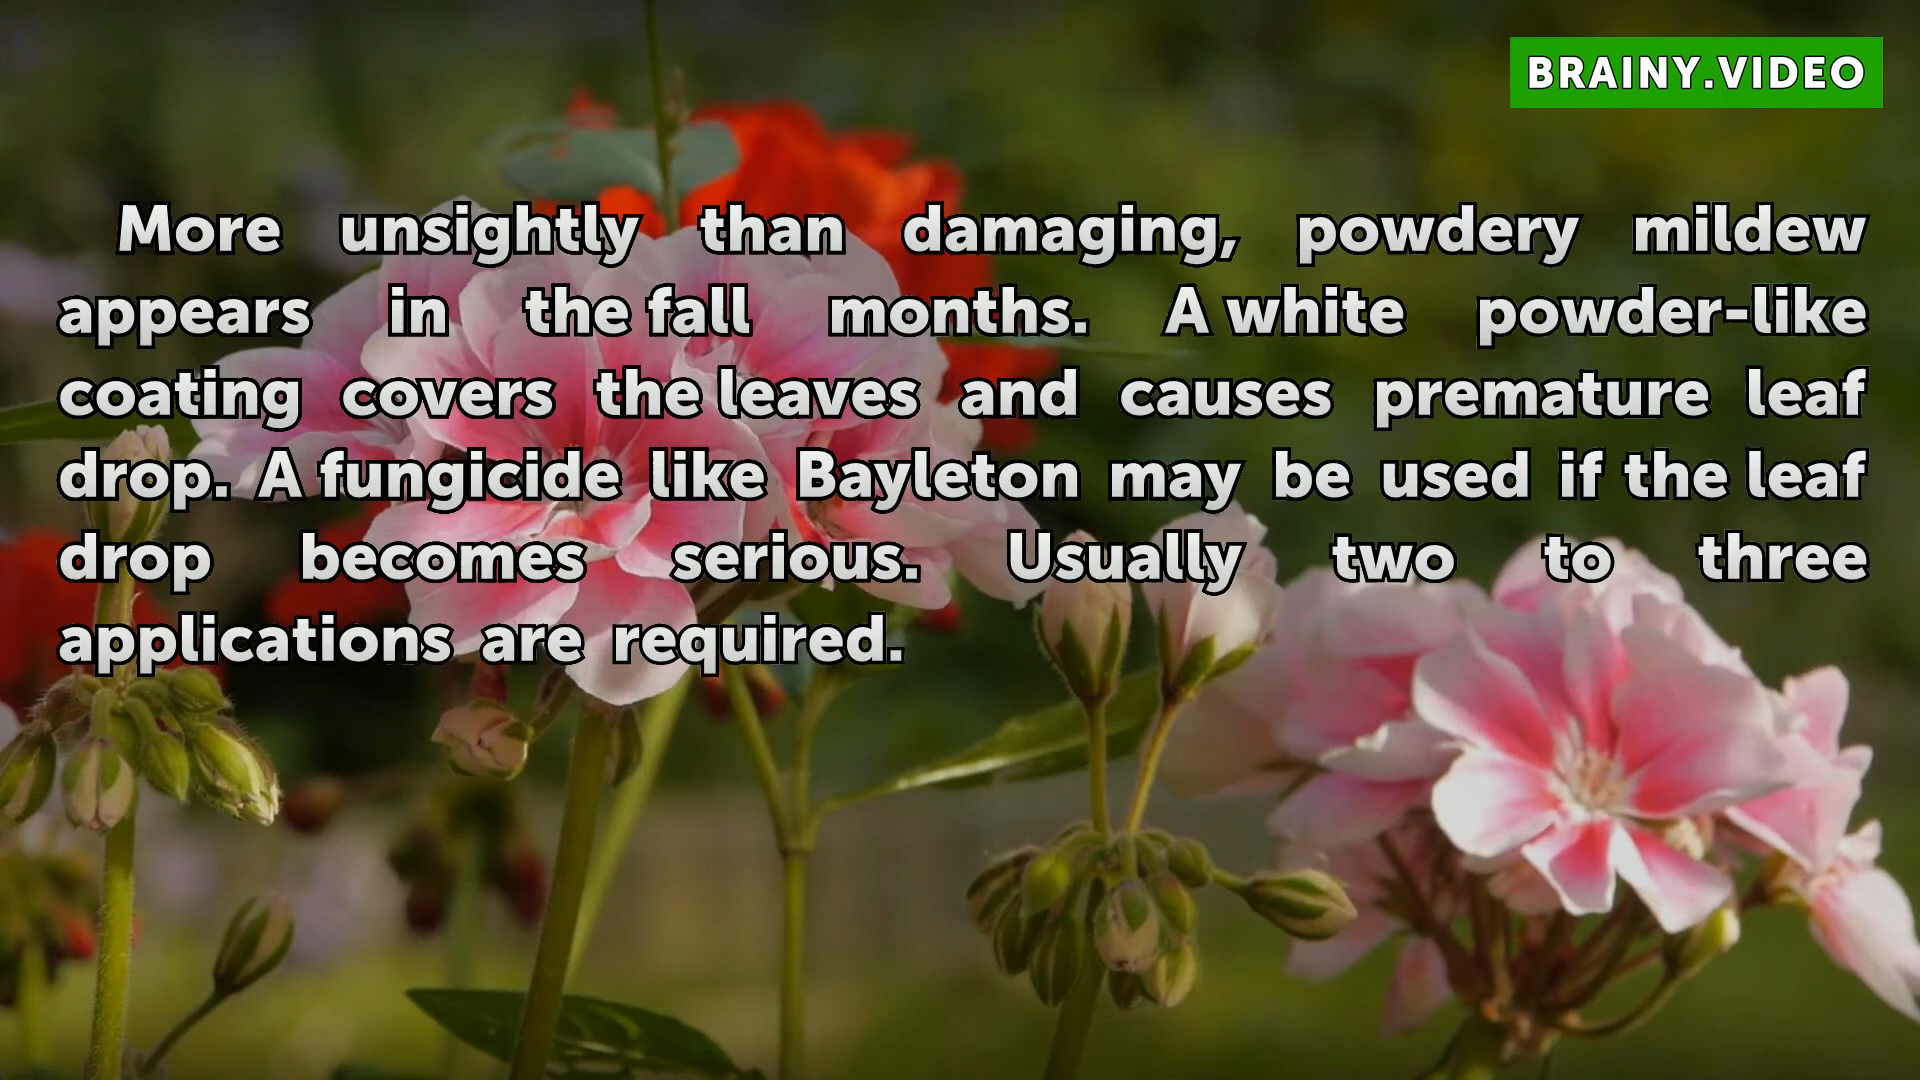 BRAINY.VIDEO
More unsightly than damaging, powdery mildew
appears in the fall months. A white powder-like
coating covers the leaves and causes premature leaf
drop. A fungicide like Bayleton may be used if the leaf
drop becomes serious. Usually two to three
applications are required.